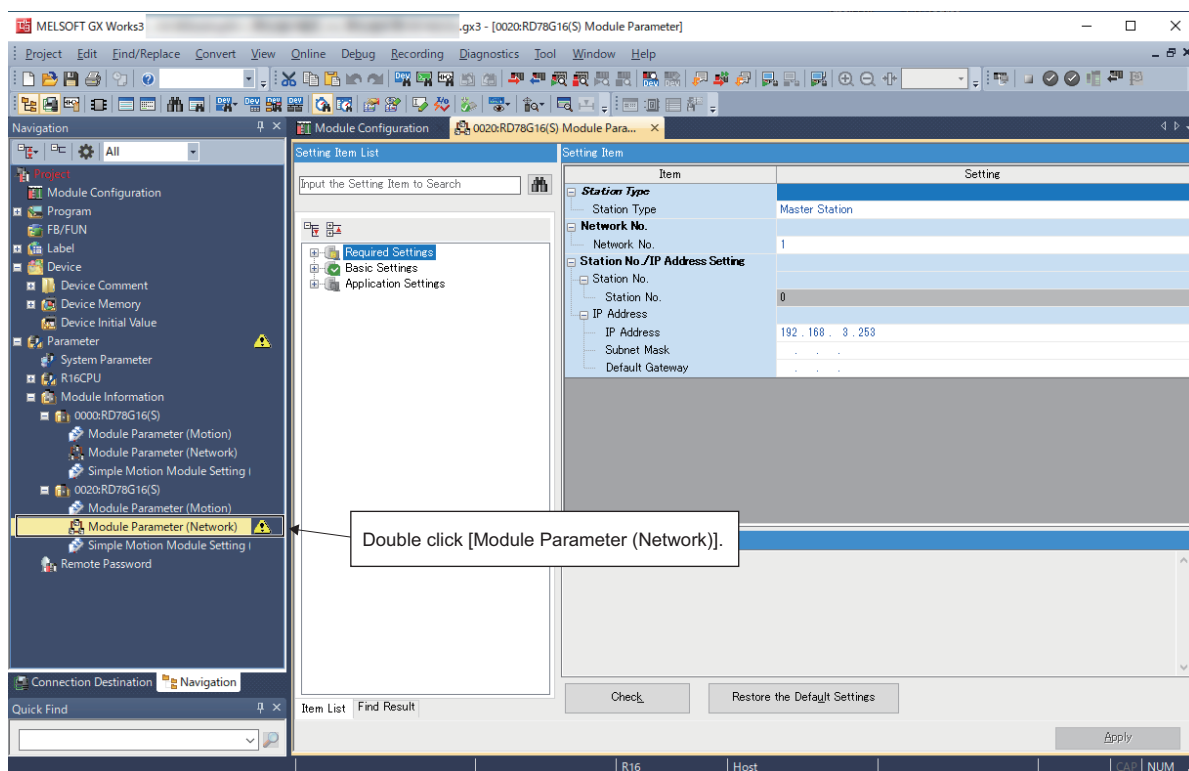 MELSOFT GX Works3
.gx3 - [0020:RD78G16(S) Module Parameter]
Project Edit Find/Replace Convert View Online Debug Recording Diagnostics Tool Window Help
Navigation
Module Configuration
0020:RD78G16(S) Module Para...
All
Project
Module Configuration
Program
FB/FUN
Label
Device
Device Comment
Device Memory
Device Initial Value
Parameter
System Parameter
R16CPU
Module Information
0000:RD78G16(S)
Module Parameter (Motion)
Module Parameter (Network)
Simple Motion Module Setting (
0020:RD78G16(S)
Module Parameter (Motion)
Module Parameter (Network)
Simple Motion Module Setting (
Remote Password
Connection Destination Navigation
Quick Find
Setting Item List
Input the Setting Item to Search
Required Settings
Basic Settings
Application Settings
Item List Find Result
Setting Item
Item Setting
Station Type
Station Type Master Station
Network No.
Network No. 1
Station No./IP Address Setting
Station No.
Station No. 0
IP Address
IP Address 192 . 168 . 3 . 253
Subnet Mask . . .
Default Gateway . . .
Double click [Module Parameter (Network)].
Check Restore the Default Settings
Apply
R16 Host CAP NUM